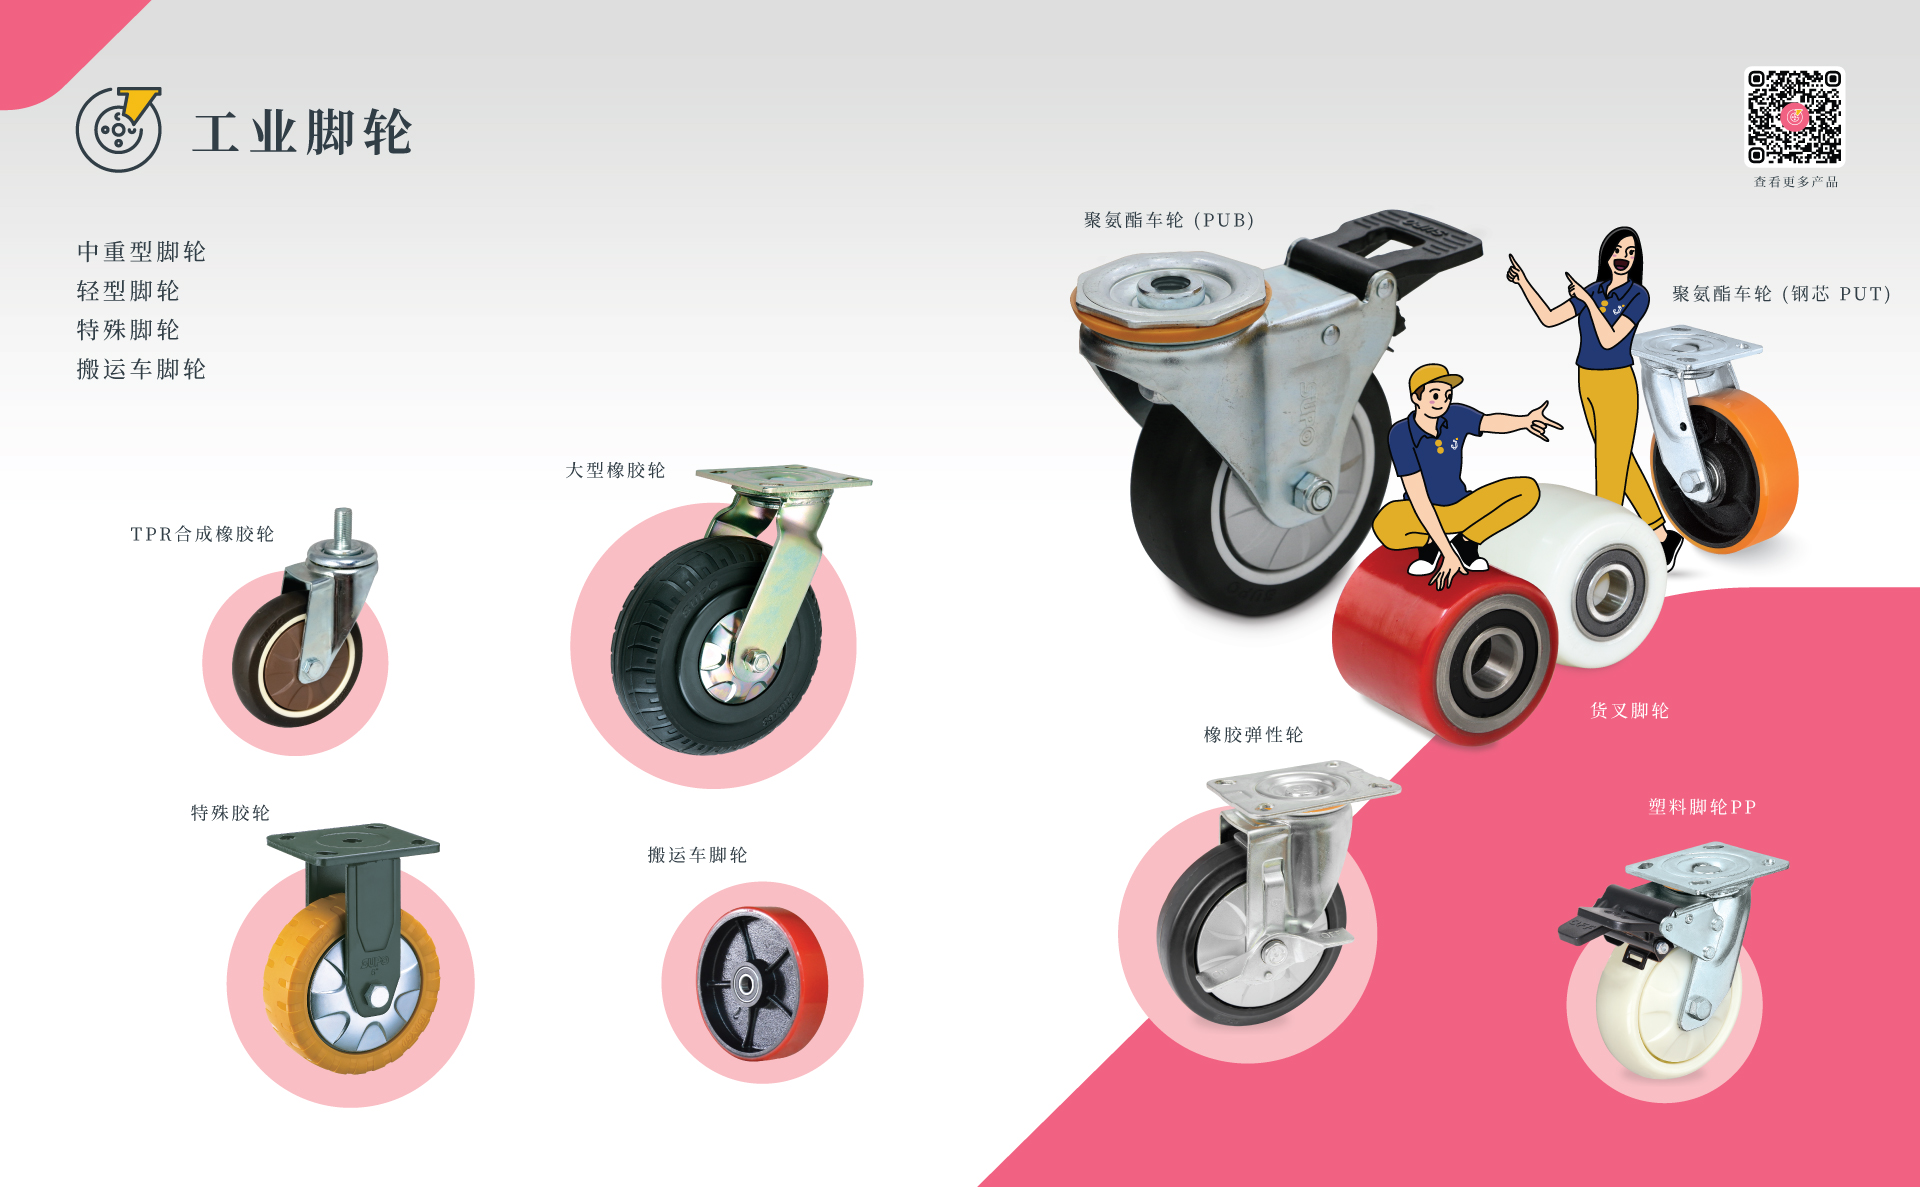 工业脚轮
查看更多产品
中重型脚轮
轻型脚轮
特殊脚轮
搬运车脚轮
聚氨酯车轮 (PUB)
聚氨酯车轮 (钢芯 PUT)
大型橡胶轮
TPR合成橡胶轮
货叉脚轮
橡胶弹性轮
特殊胶轮
塑料脚轮PP
搬运车脚轮
SUPO
SUPO
SUPO